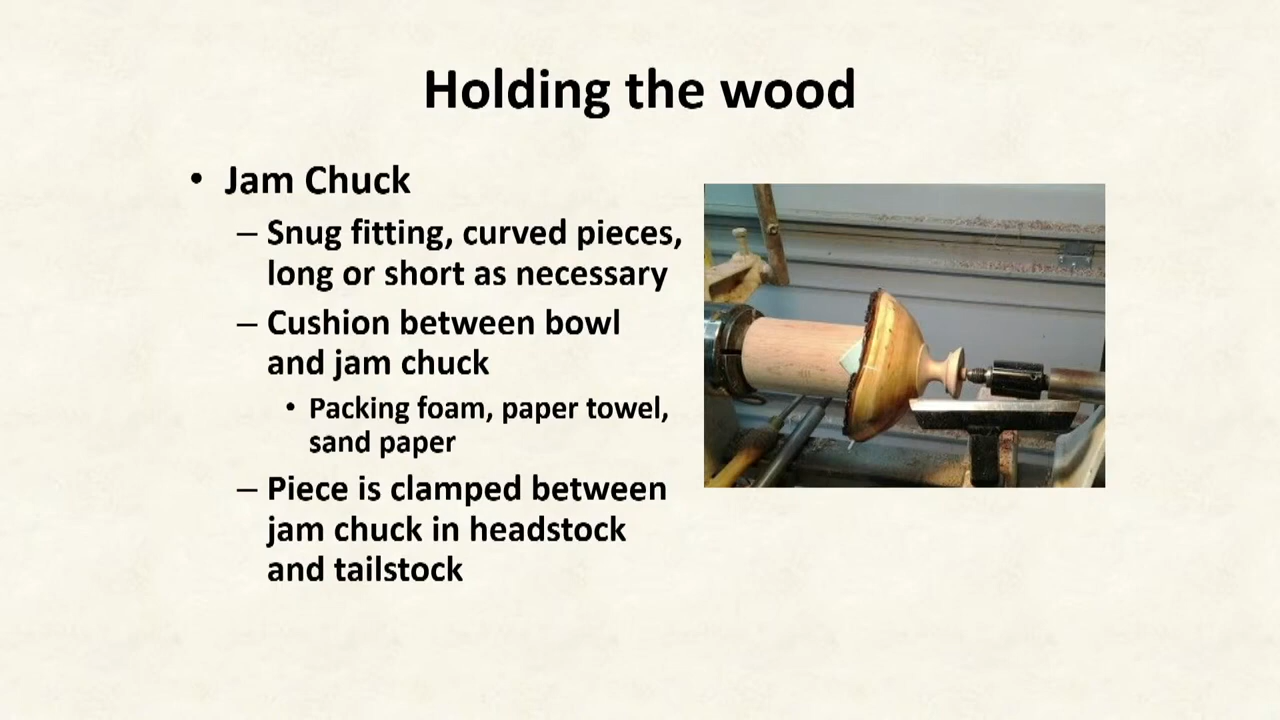 Holding the wood
• Jam Chuck
– Snug fitting, curved pieces,
long or short as necessary
– Cushion between bowl
and jam chuck
• Packing foam, paper towel,
sand paper
– Piece is clamped between
jam chuck in headstock
and tailstock